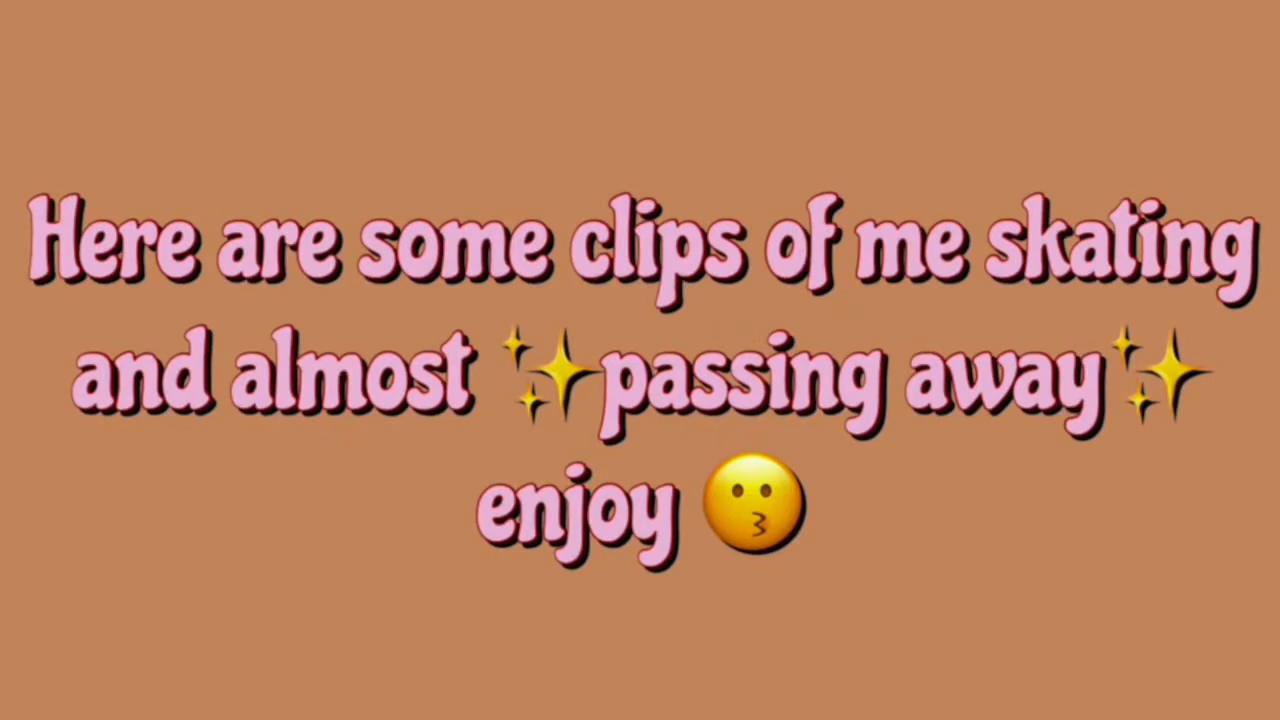 Here are some clips of me skating
and almost ✨passing away✨
enjoy 😗